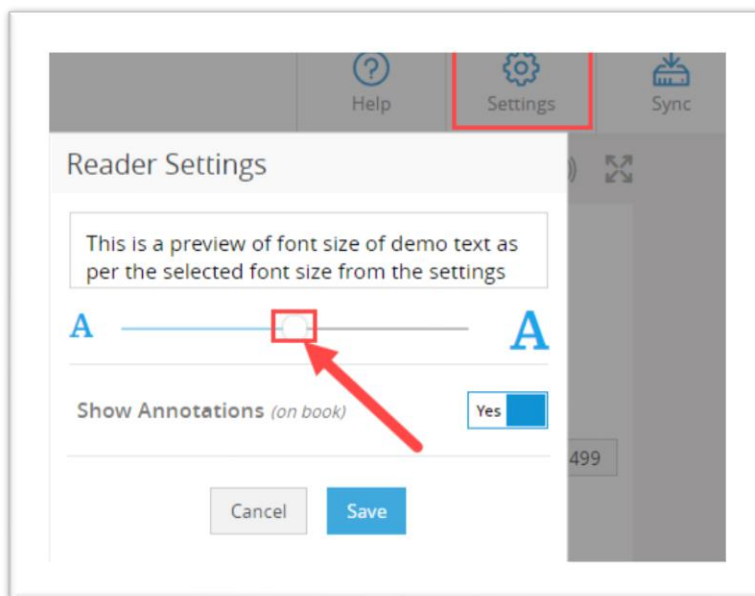 Help
Settings
Sync
Reader Settings
This is a preview of font size of demo text as
per the selected font size from the settings
A
A
Show Annotations (on book)
Yes
499
Cancel
Save